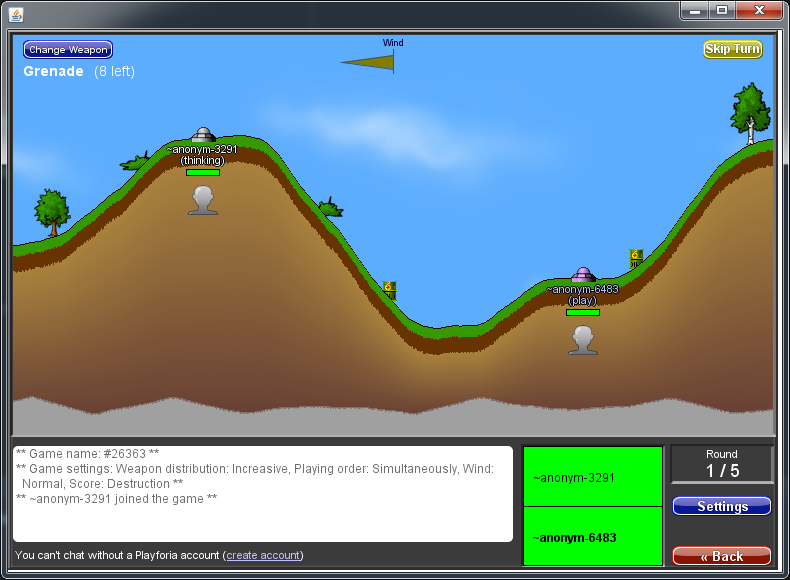 Change Weapon
Wind
Skip Turn
Grenade (8 left)
~anonym-3291
(thinking)
~anonym-6483
(play)
** Game name: #26363 **
** Game settings: Weapon distribution: Increasive, Playing order: Simultaneously, Wind:
Normal, Score: Destruction **
** ~anonym-3291 joined the game **
You can't chat without a Playforia account (create account)
~anonym-3291
~anonym-6483
Round
1 / 5
Settings
« Back